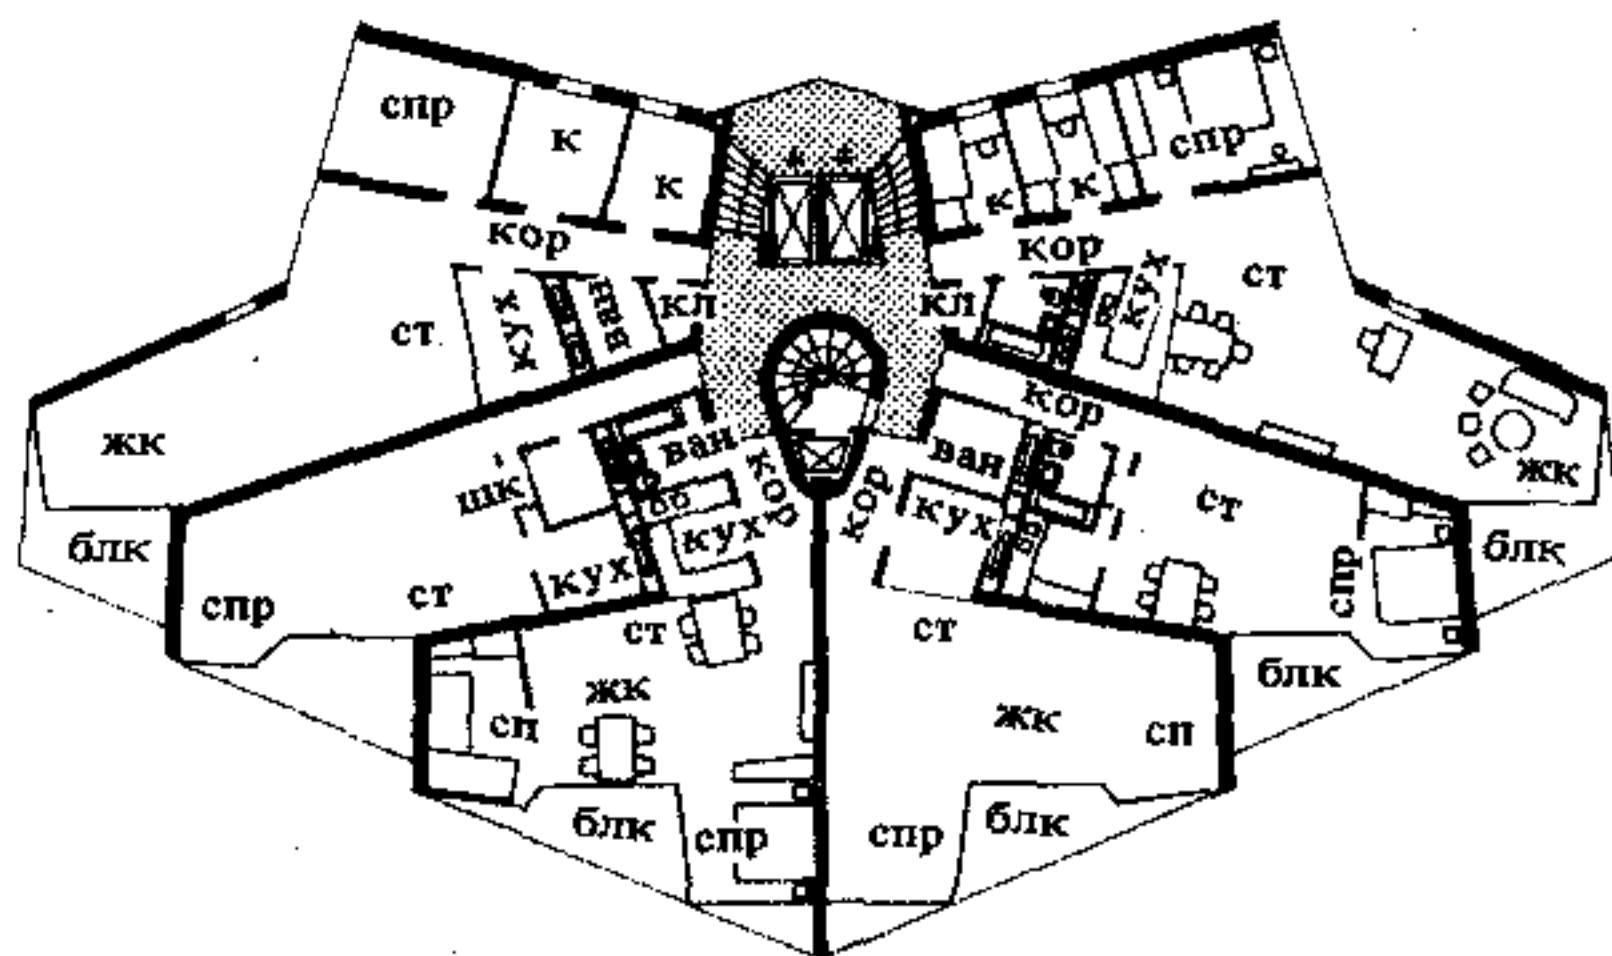 спр
к
к
кор
ст
кух
ван
кл
жк
блк
спр
к
к
кор
ст
кух
кл
жк
блк
шк
ван
кор
кух
кух
ст
спр
ст
жк
сп
блк
спр
кор
ван
кор
кух
ст
спр
ст
жк
сп
блк
блк
спр